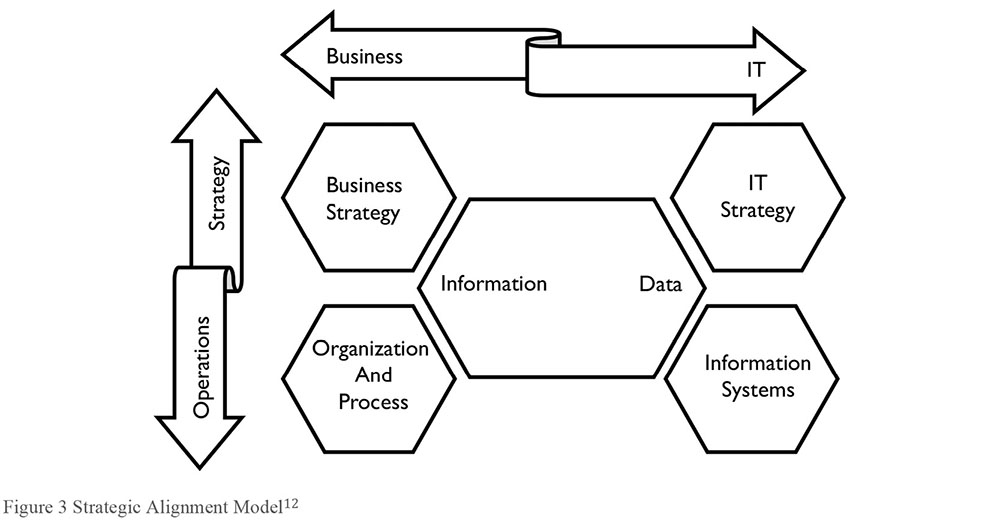 Business
IT
Strategy
Operations
Business
Strategy
IT
Strategy
Information
Data
Organization
And
Process
Information
Systems
Figure 3 Strategic Alignment Model12